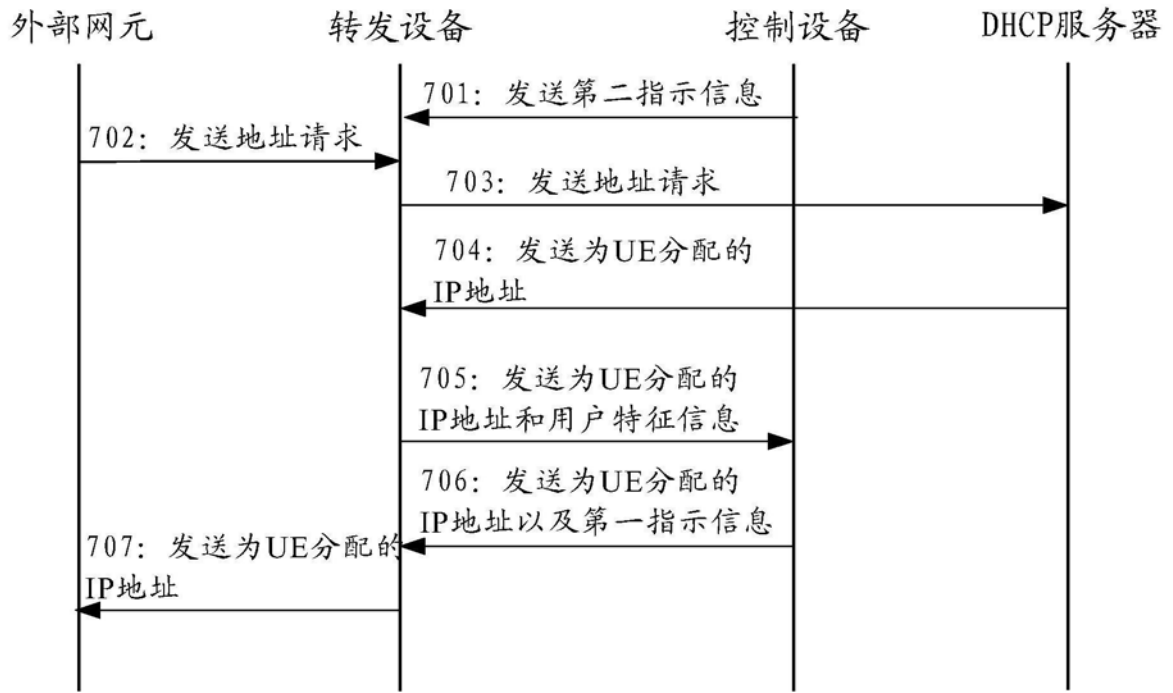 外部网元
转发设备
控制设备
DHCP服务器
701: 发送第二指示信息
702: 发送地址请求
703: 发送地址请求
704: 发送为UE分配的
IP地址
705: 发送为UE分配的
IP地址和用户特征信息
706: 发送为UE分配的
IP地址以及第一指示信息
707: 发送为UE分配的
IP地址